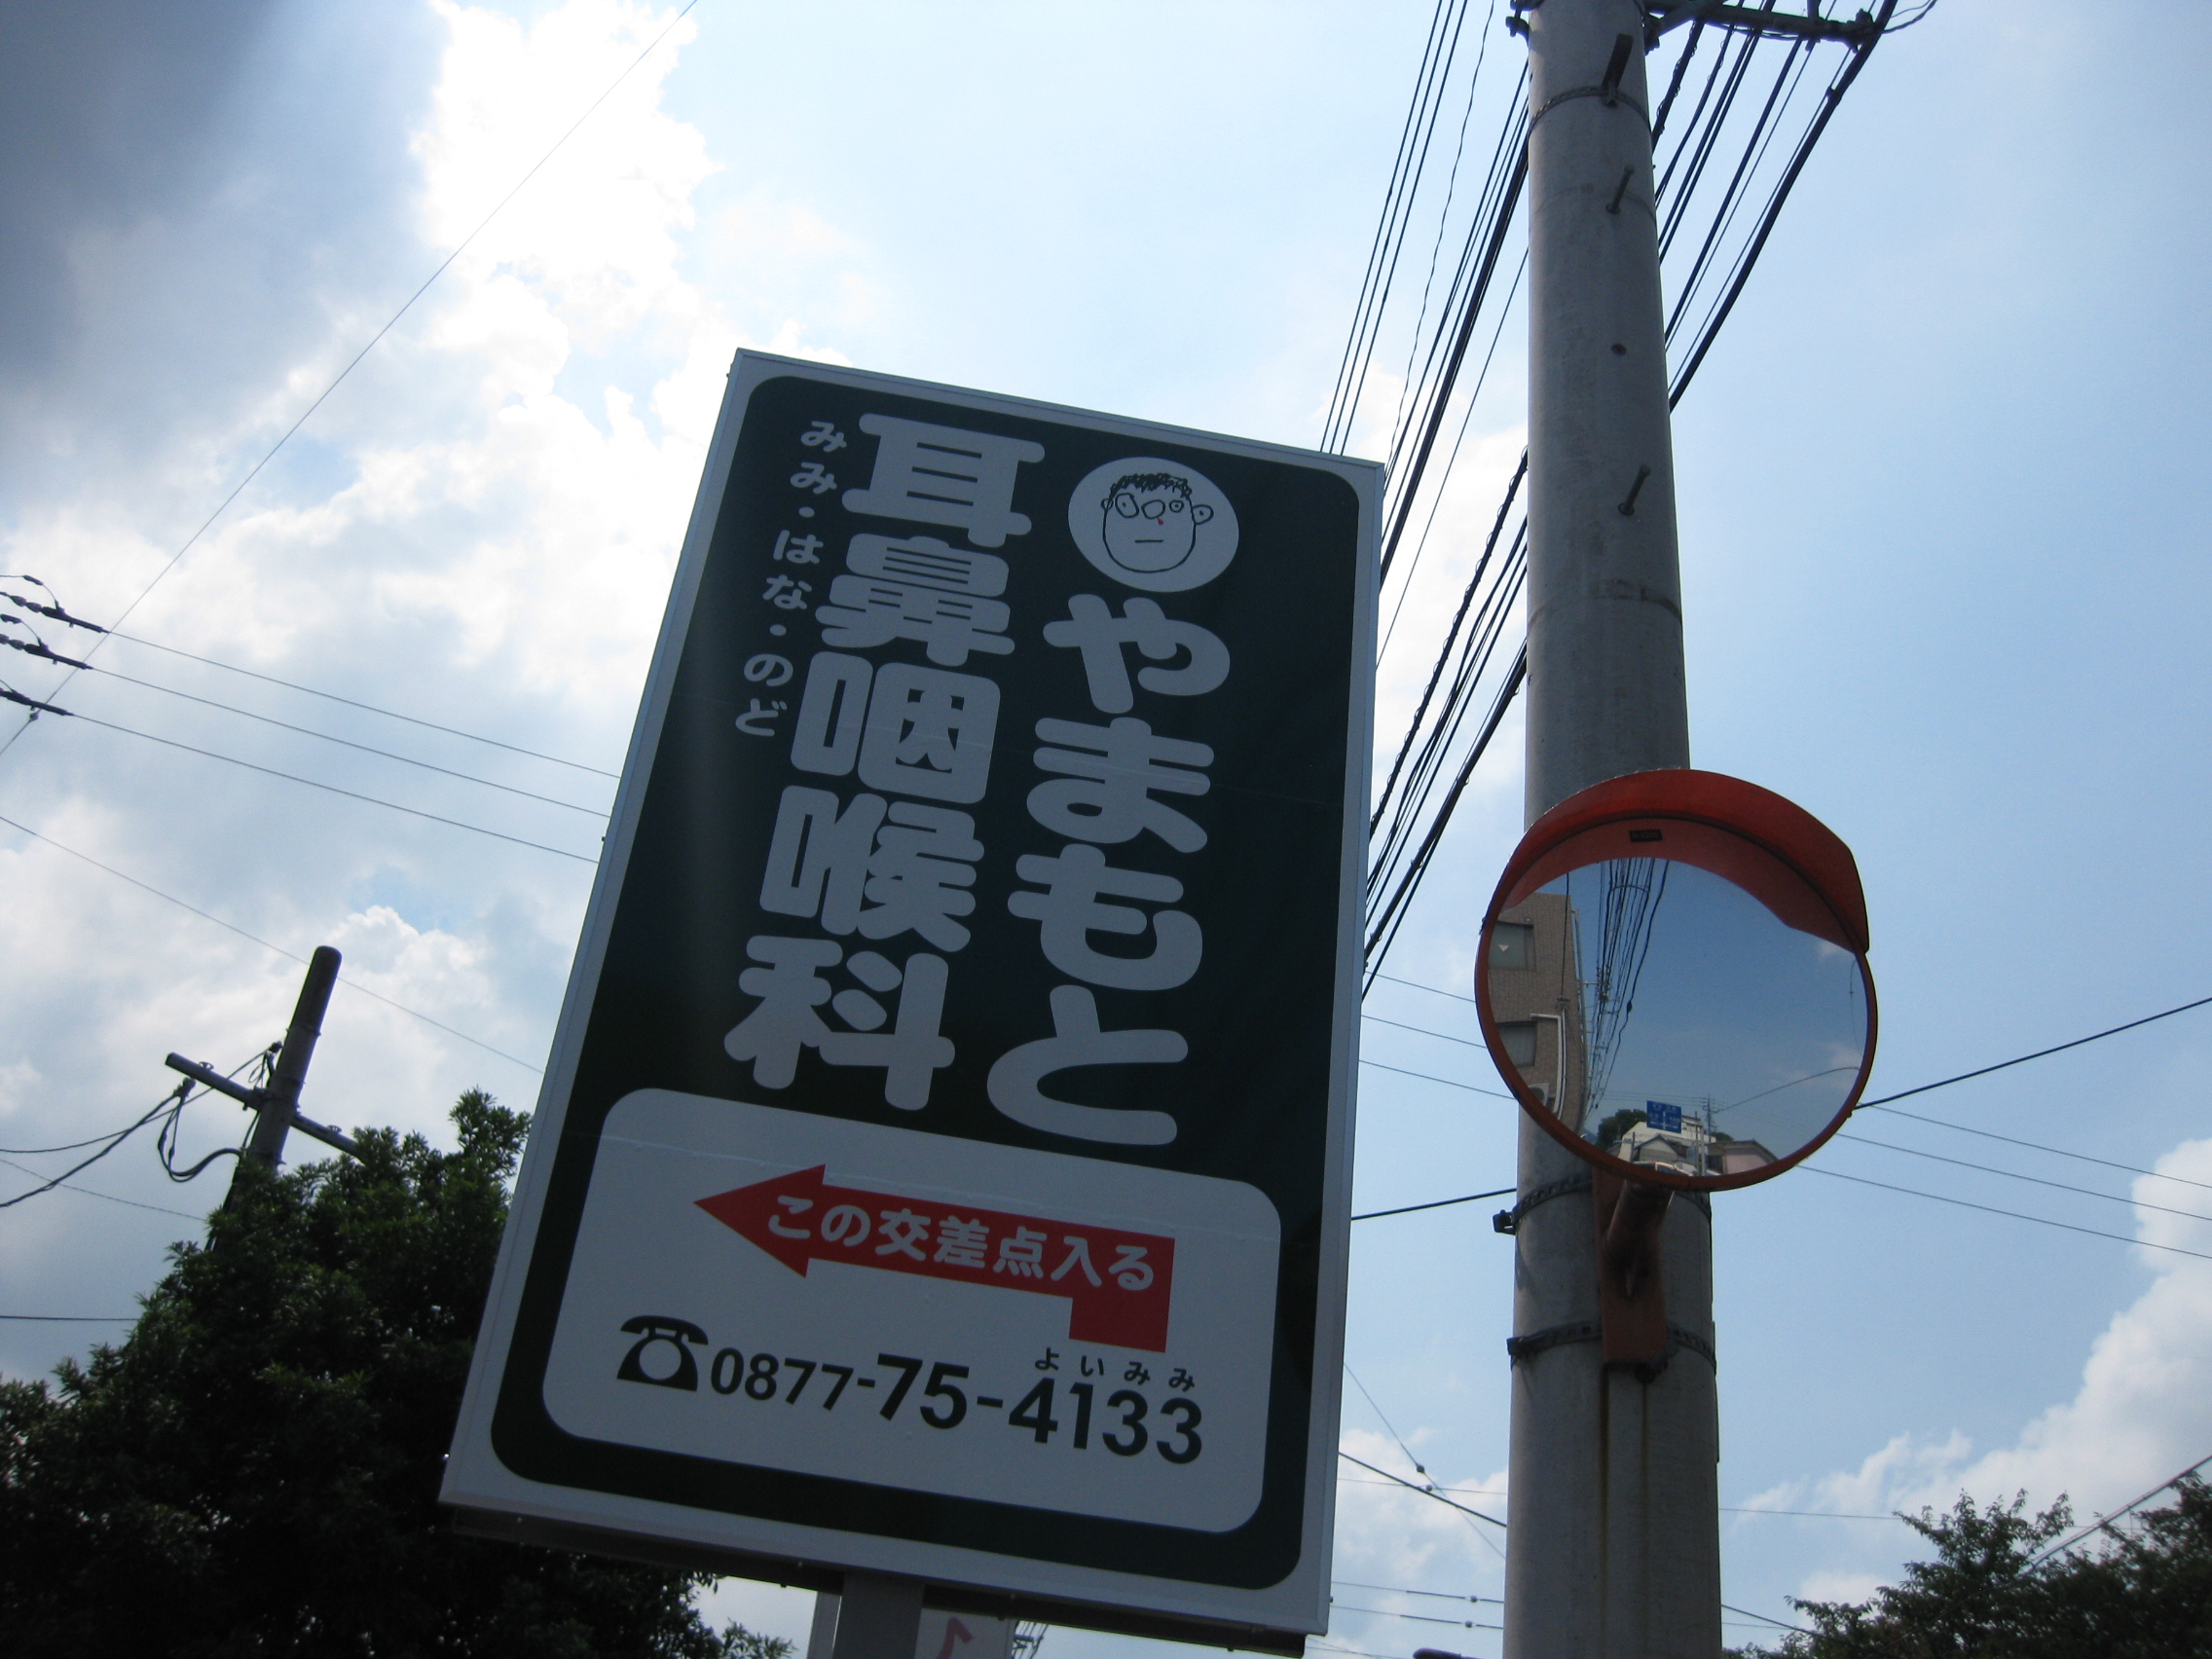 やまもと
耳鼻咽喉科
みみ・はな・のど
この交差点入る
よいみみ
☎0877-75-4133